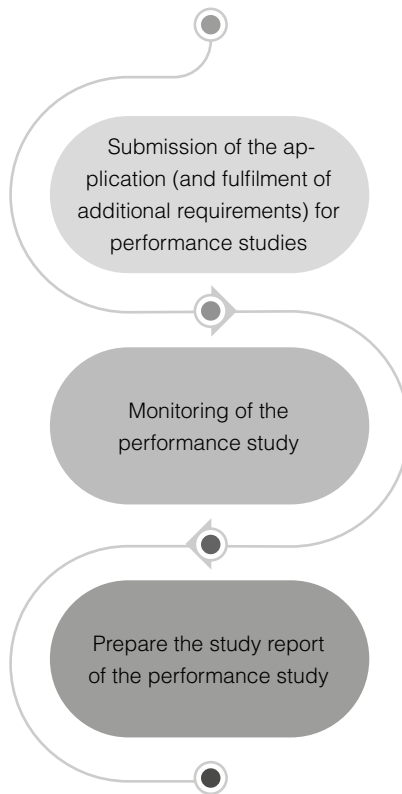 Submission of the ap-
plication (and fulfilment of
additional requirements) for
performance studies
Monitoring of the
performance study
Prepare the study report
of the performance study